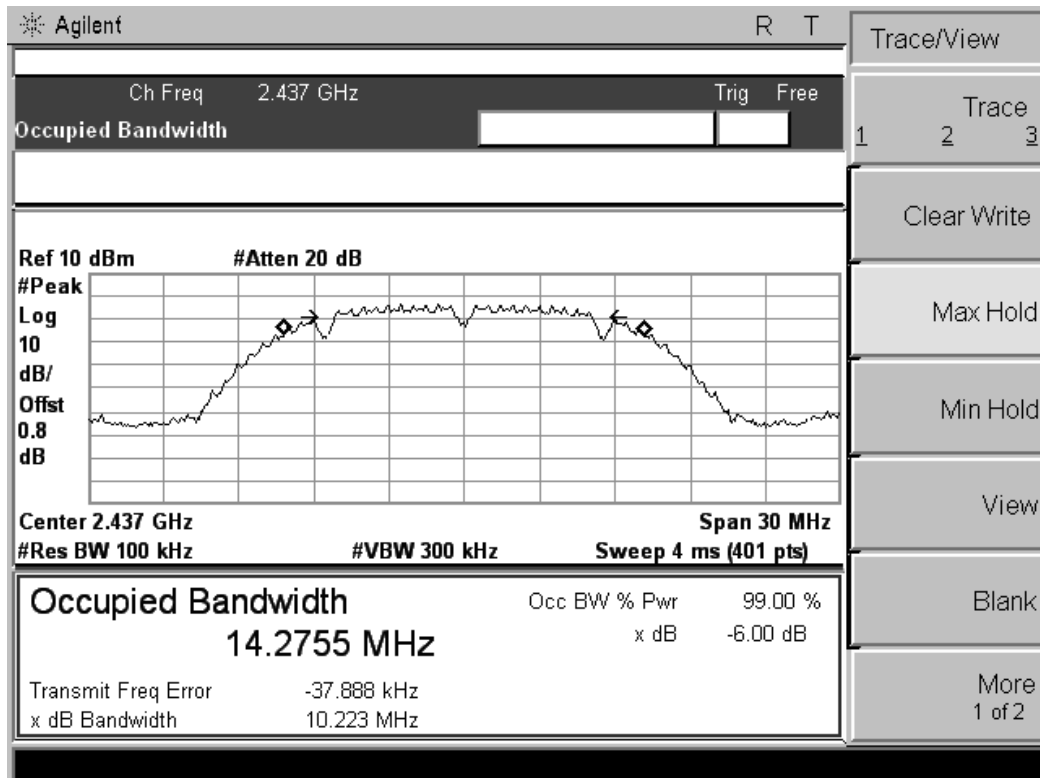 Agilent R T
Ch Freq 2.437 GHz Trig Free
Occupied Bandwidth
Ref 10 dBm #Atten 20 dB
#Peak
Log
10
dB/
Offst
0.8
dB
Center 2.437 GHz Span 30 MHz
#Res BW 100 kHz #VBW 300 kHz Sweep 4 ms (401 pts)
Occupied Bandwidth
14.2755 MHz
Occ BW % Pwr 99.00 %
x dB -6.00 dB
Transmit Freq Error -37.888 kHz
x dB Bandwidth 10.223 MHz
Trace/View
Trace
1 2 3
Clear Write
Max Hold
Min Hold
View
Blank
More
1 of 2